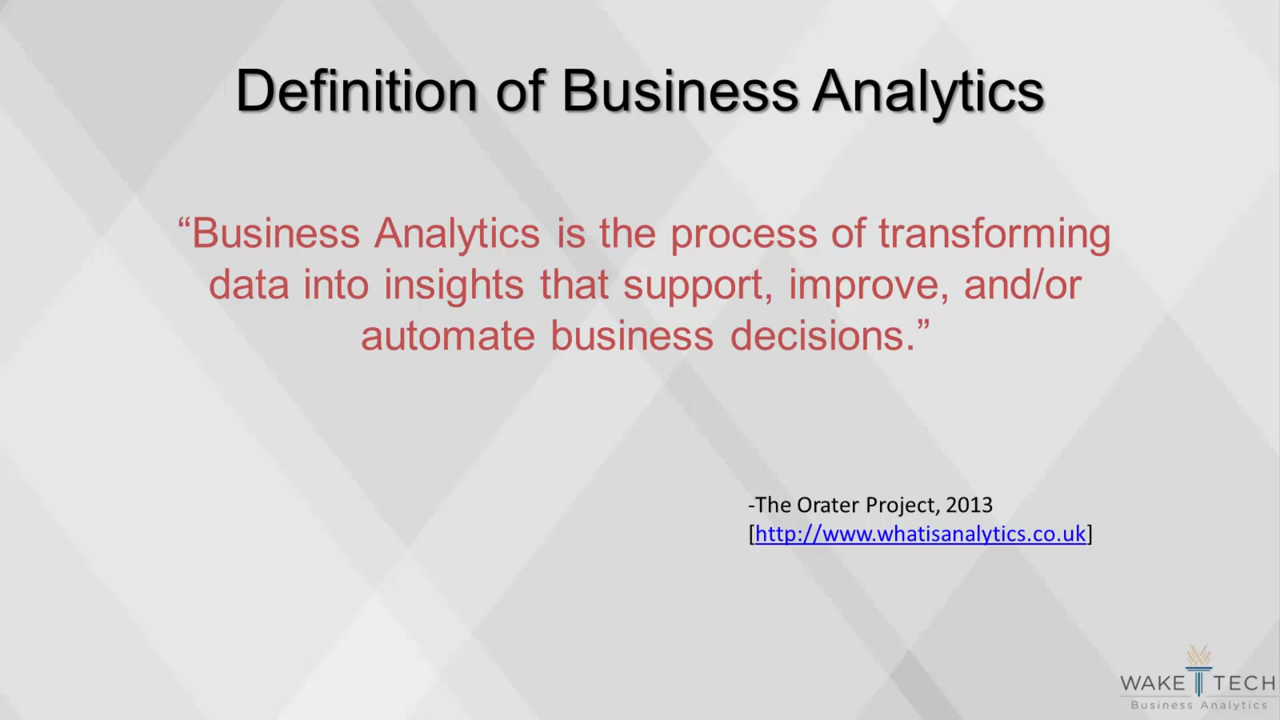 Definition of Business Analytics
“Business Analytics is the process of transforming
data into insights that support, improve, and/or
automate business decisions.”
-The Orater Project, 2013
[http://www.whatisanalytics.co.uk]
WAKE TECH
Business Analytics